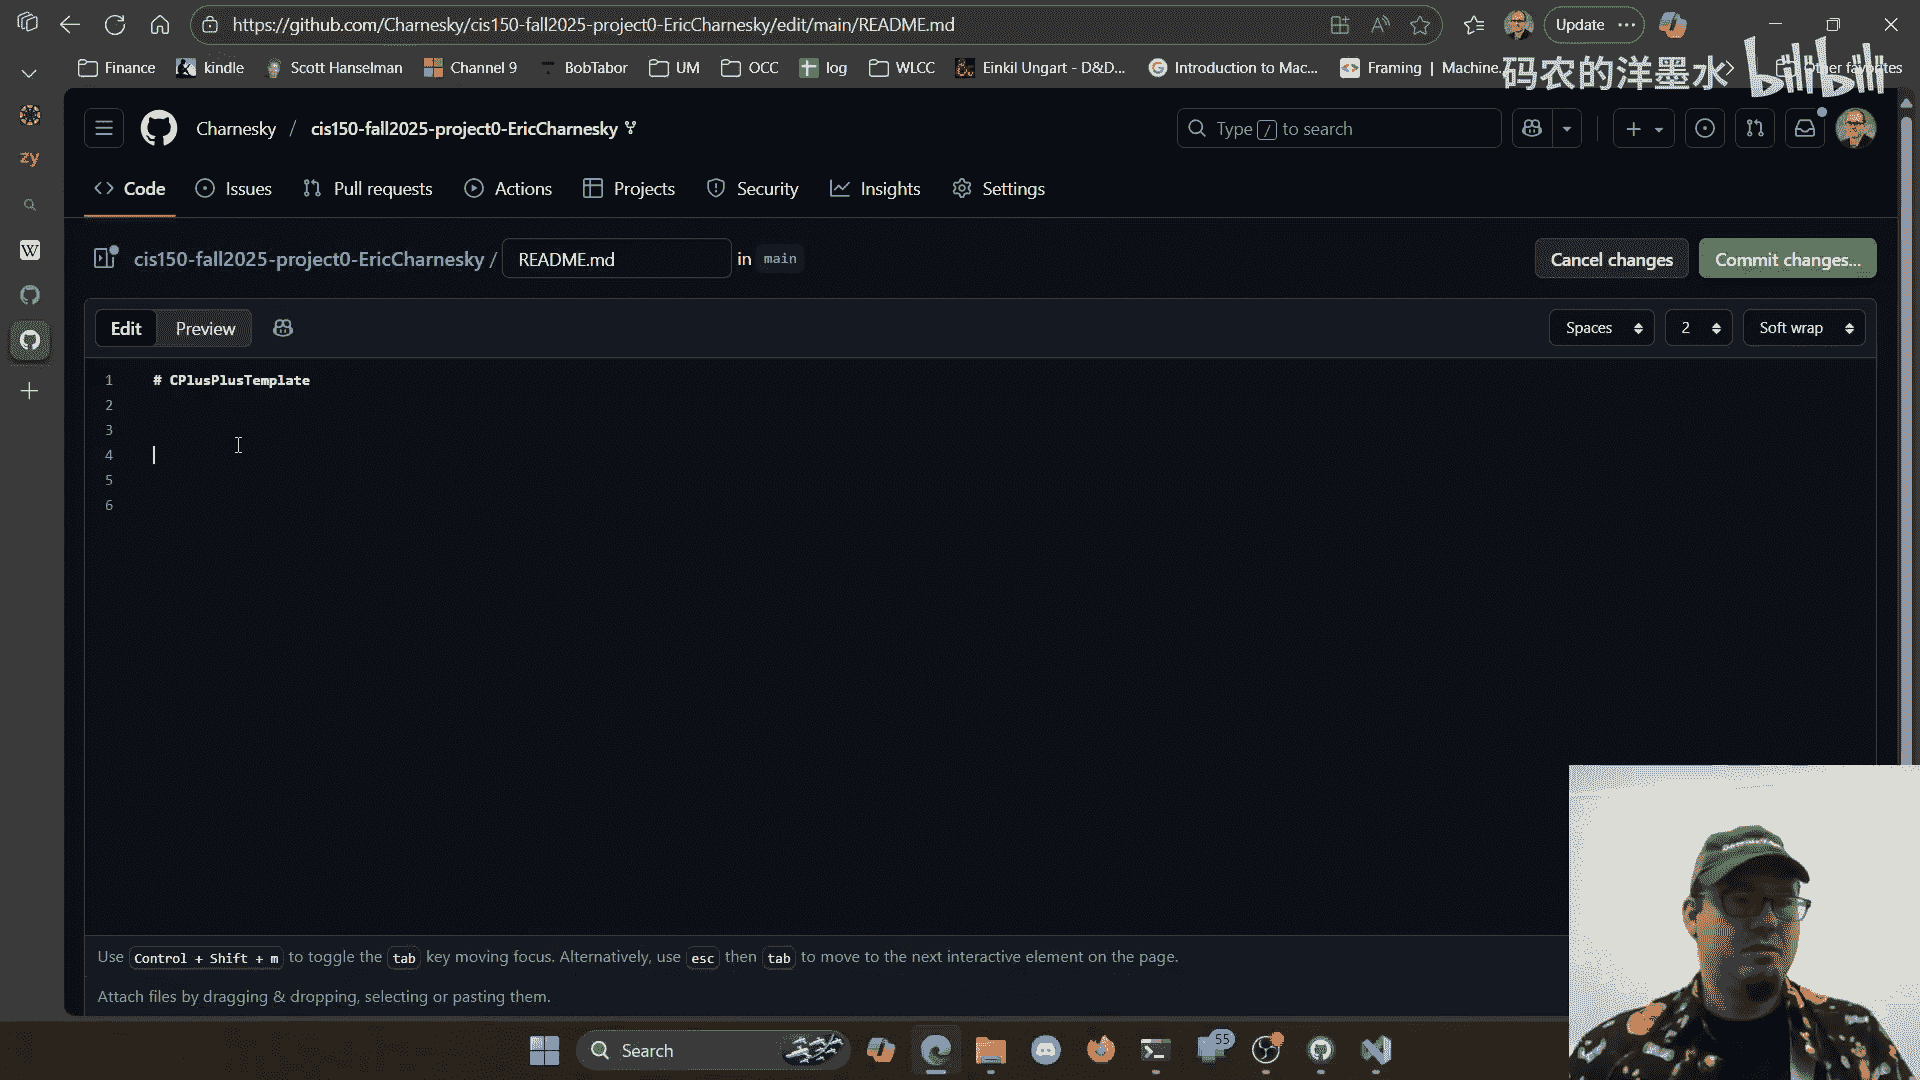 https://github.com/Charnesky/cis150-fall2025-project0-EricCharnesky/edit/main/README.md
Update
Finance
kindle
Scott Hanselman
Channel 9
BobTabor
UM
OCC
log
WLCC
Einkil Ungart - D&D...
Introduction to Mac...
Framing | Machine...
Other favorites
码农的洋墨水
bilibili
zy
W
Charnesky / cis150-fall2025-project0-EricCharnesky
Type / to search
Code
Issues
Pull requests
Actions
Projects
Security
Insights
Settings
cis150-fall2025-project0-EricCharnesky / README.md in main
Cancel changes
Commit changes...
Edit
Preview
Spaces
2
Soft wrap
1 # CPlusPlusTemplate
2
3
4
5
6
Use Control + Shift + m to toggle the tab key moving focus. Alternatively, use esc then tab to move to the next interactive element on the page.
Attach files by dragging & dropping, selecting or pasting them.
Search
55